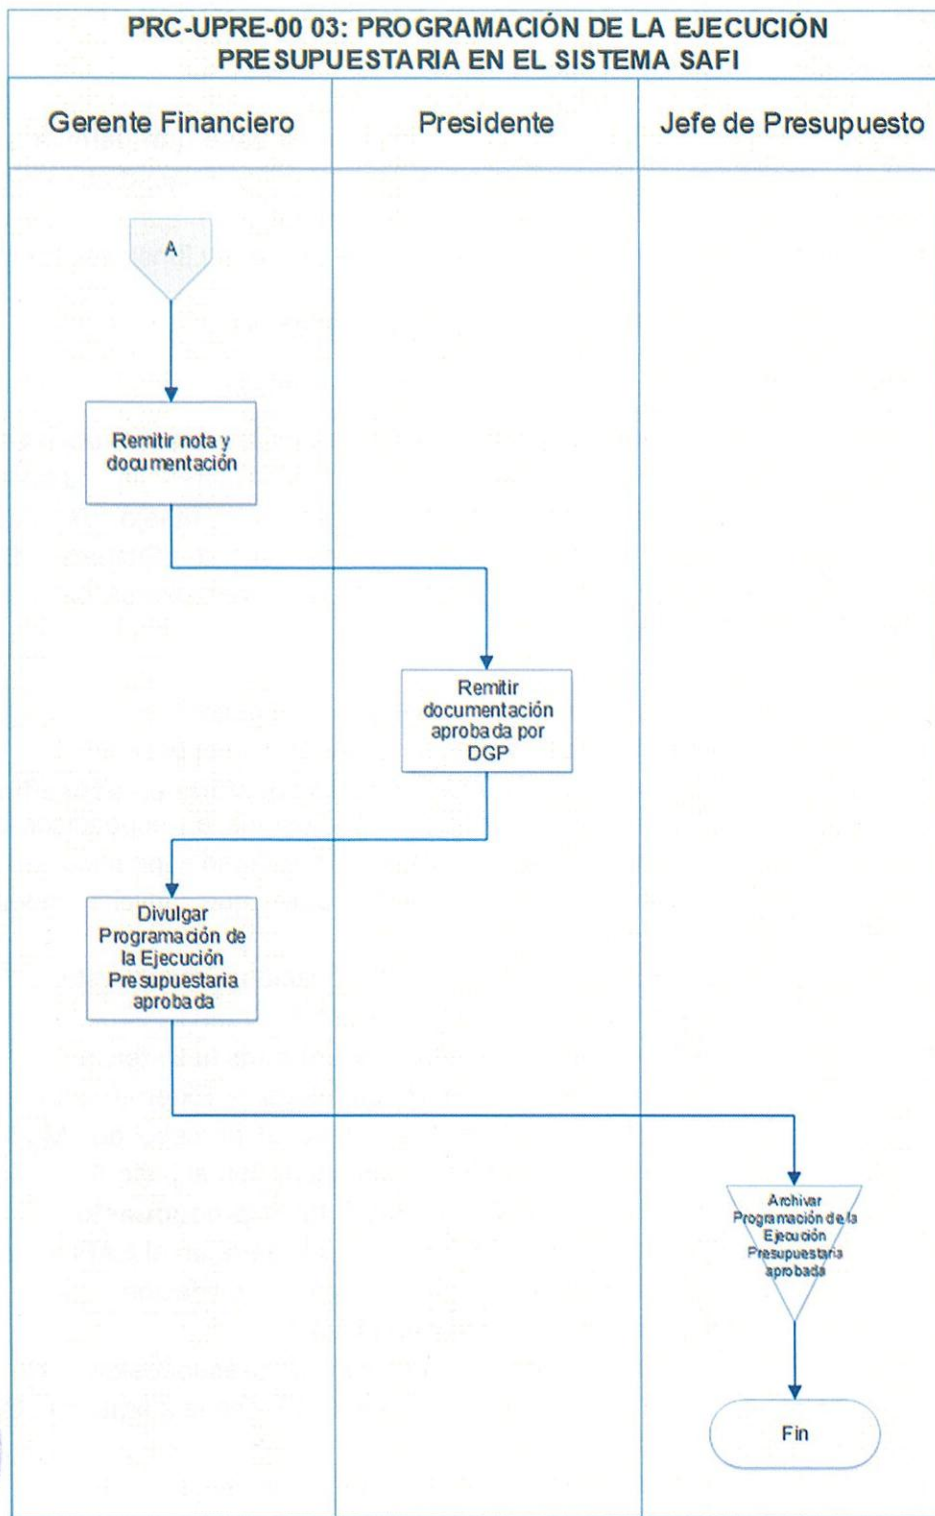 PRC-UPRE-00 03: PROGRAMACIÓN DE LA EJECUCIÓN
PRESUPUESTARIA EN EL SISTEMA SAFI
Gerente Financiero
Presidente
Jefe de Presupuesto
A
Remitir nota y
documentación
Remitir
documentación
aprobada por
DGP
Divulgar
Programación de
la Ejecución
Presupuestaria
aprobada
Archivar
Programación de la
Ejecución
Presupuestaria
aprobada
Fin